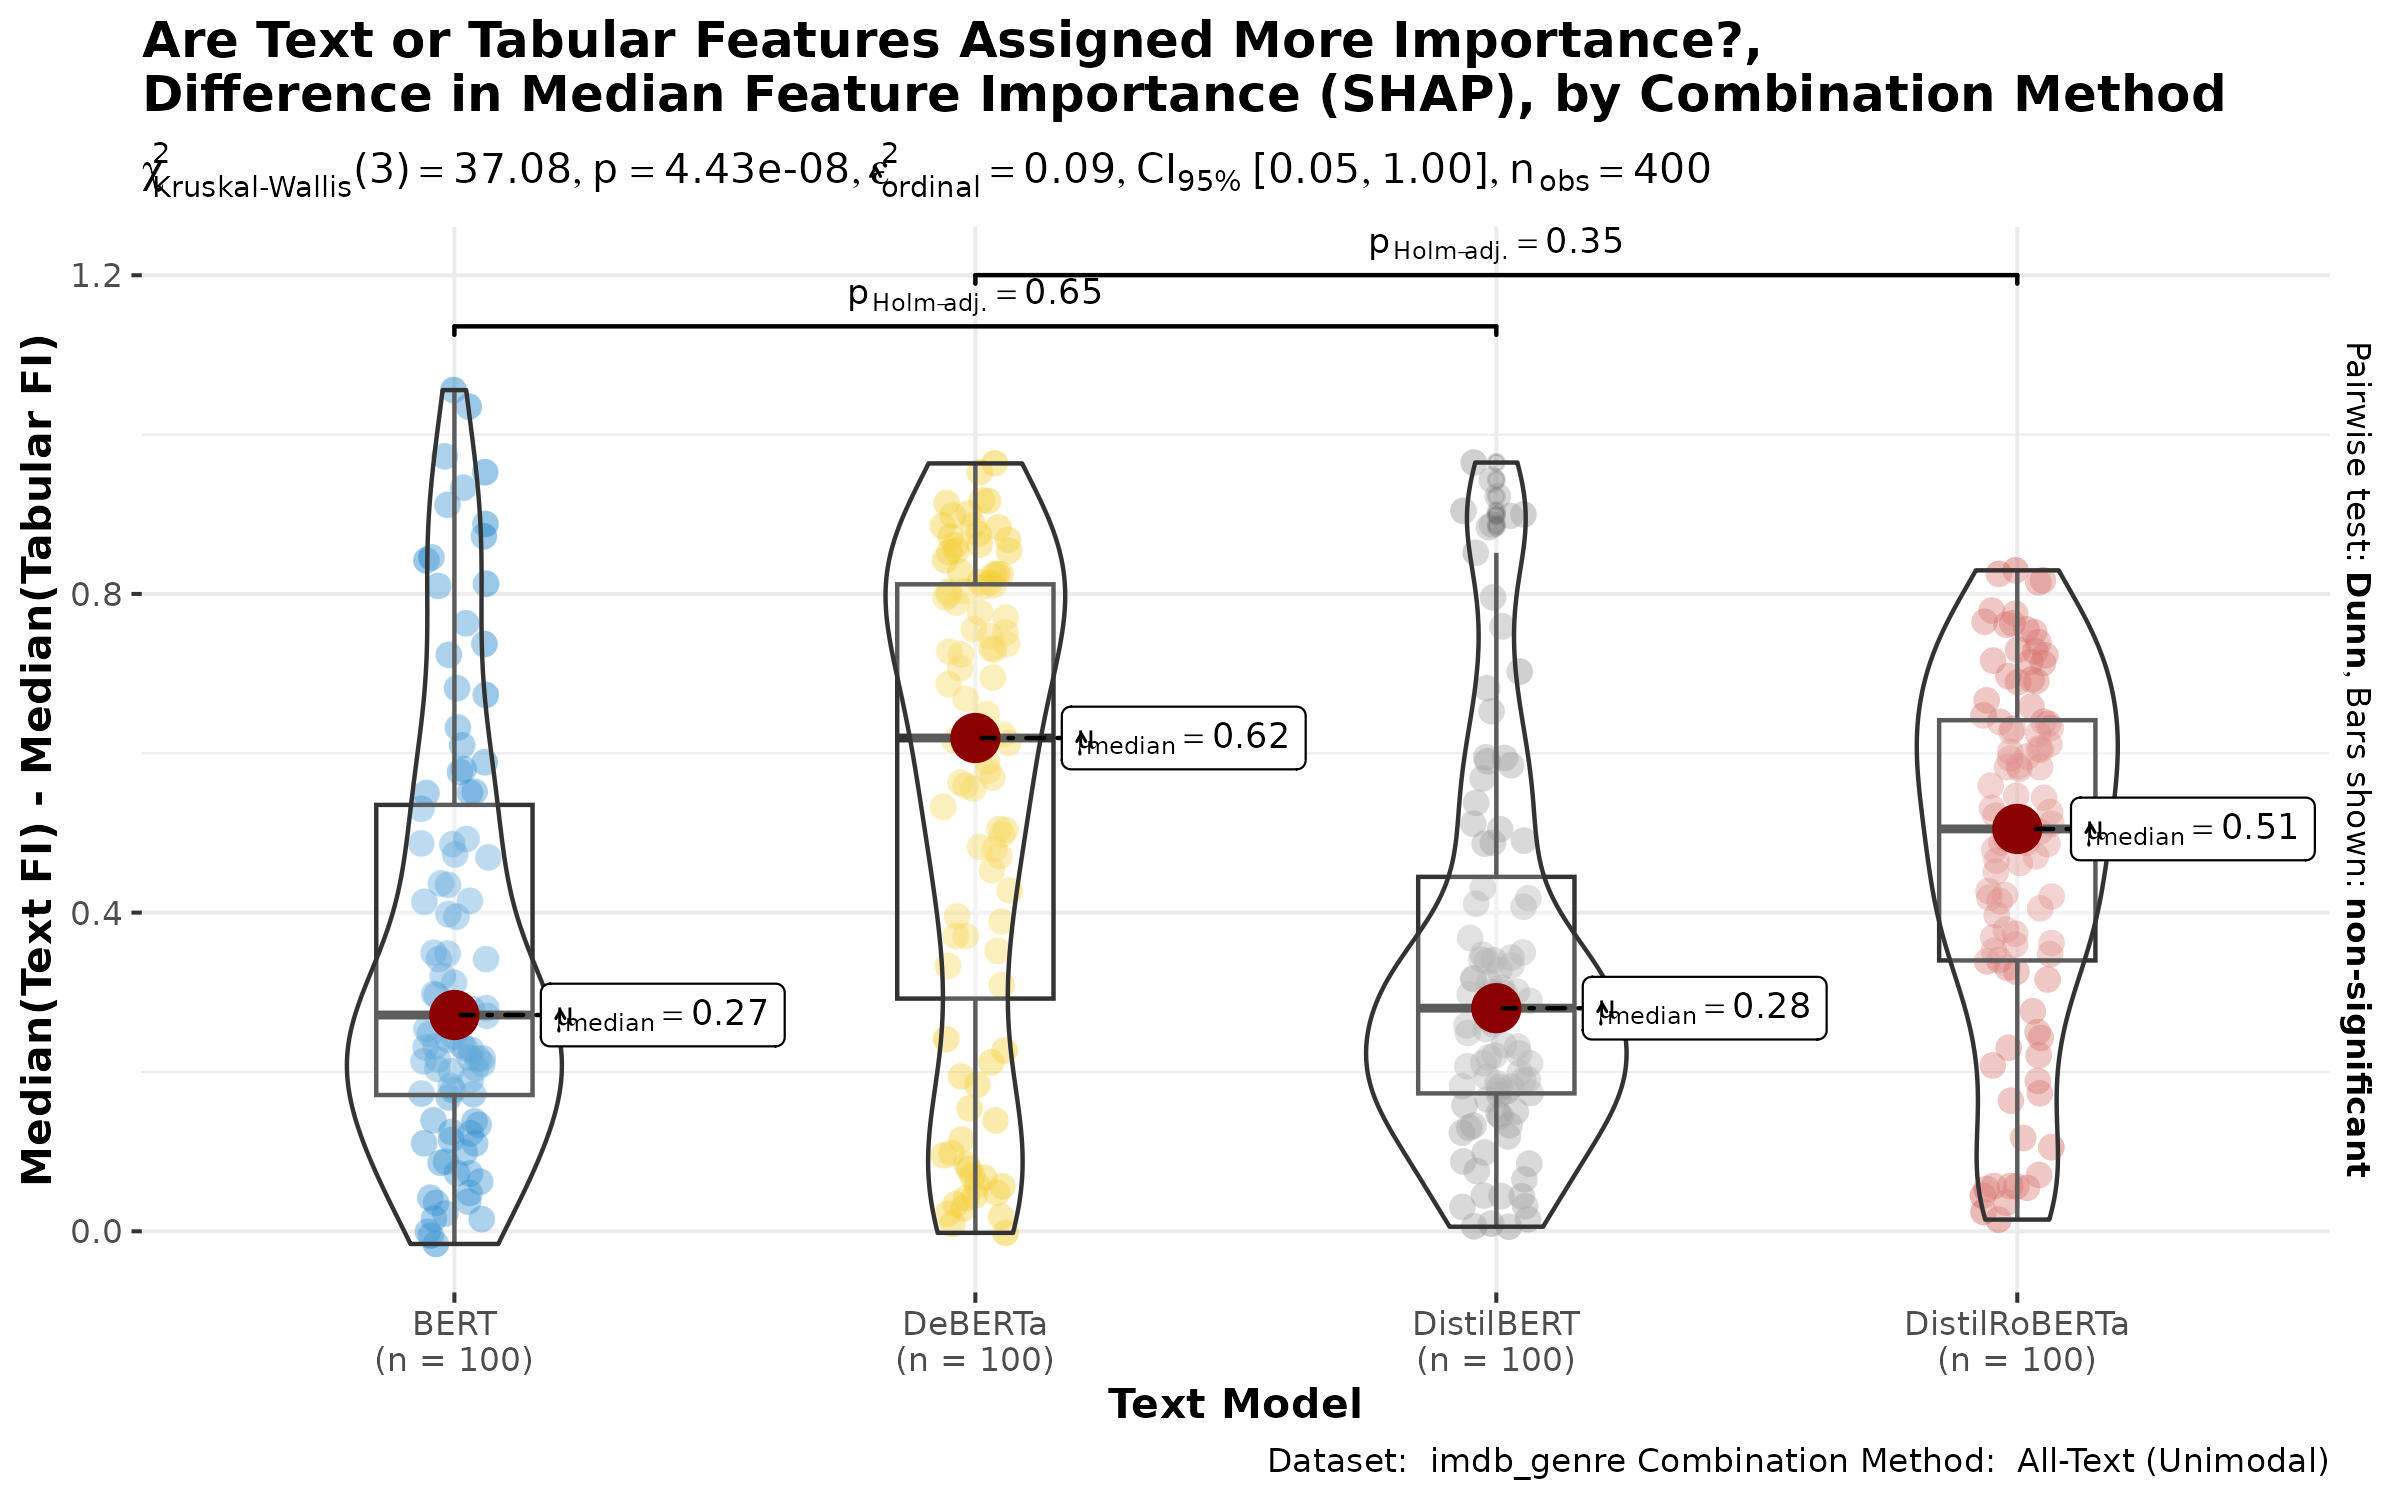 Are Text or Tabular Features Assigned More Importance?,
Difference in Median Feature Importance (SHAP), by Combination Method
χ²Kruskal-Wallis(3) = 37.08, p = 4.43e-08, ε̂²ordinal = 0.09, CI95% [0.05, 1.00], nobs = 400
pHolm-adj. = 0.35
pHolm-adj. = 0.65
1.2
0.8
0.4
0.0
Median(Text FI) - Median(Tabular FI)
μ̂median = 0.62
μ̂median = 0.51
μ̂median = 0.27
μ̂median = 0.28
Pairwise test: Dunn, Bars shown: non-significant
BERT
(n = 100)
DeBERTa
(n = 100)
DistilBERT
(n = 100)
DistilRoBERTa
(n = 100)
Text Model
Dataset:  imdb_genre Combination Method:  All-Text (Unimodal)